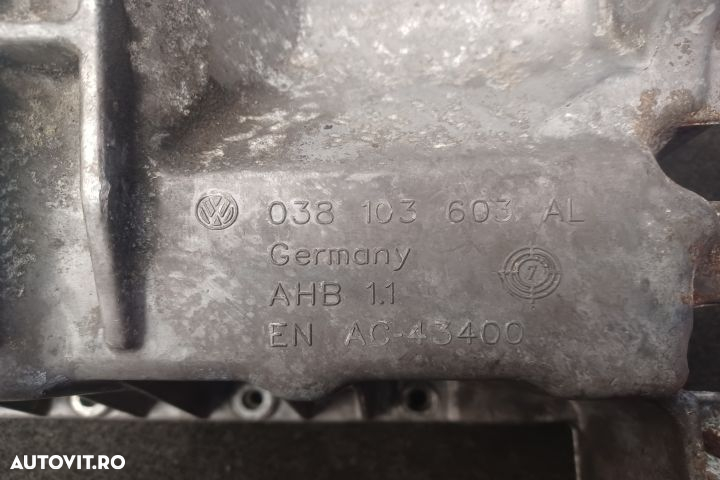 038 103 603 AL
Germany
AHB 1.1
EN AC-43400
AUTOVIT.RO